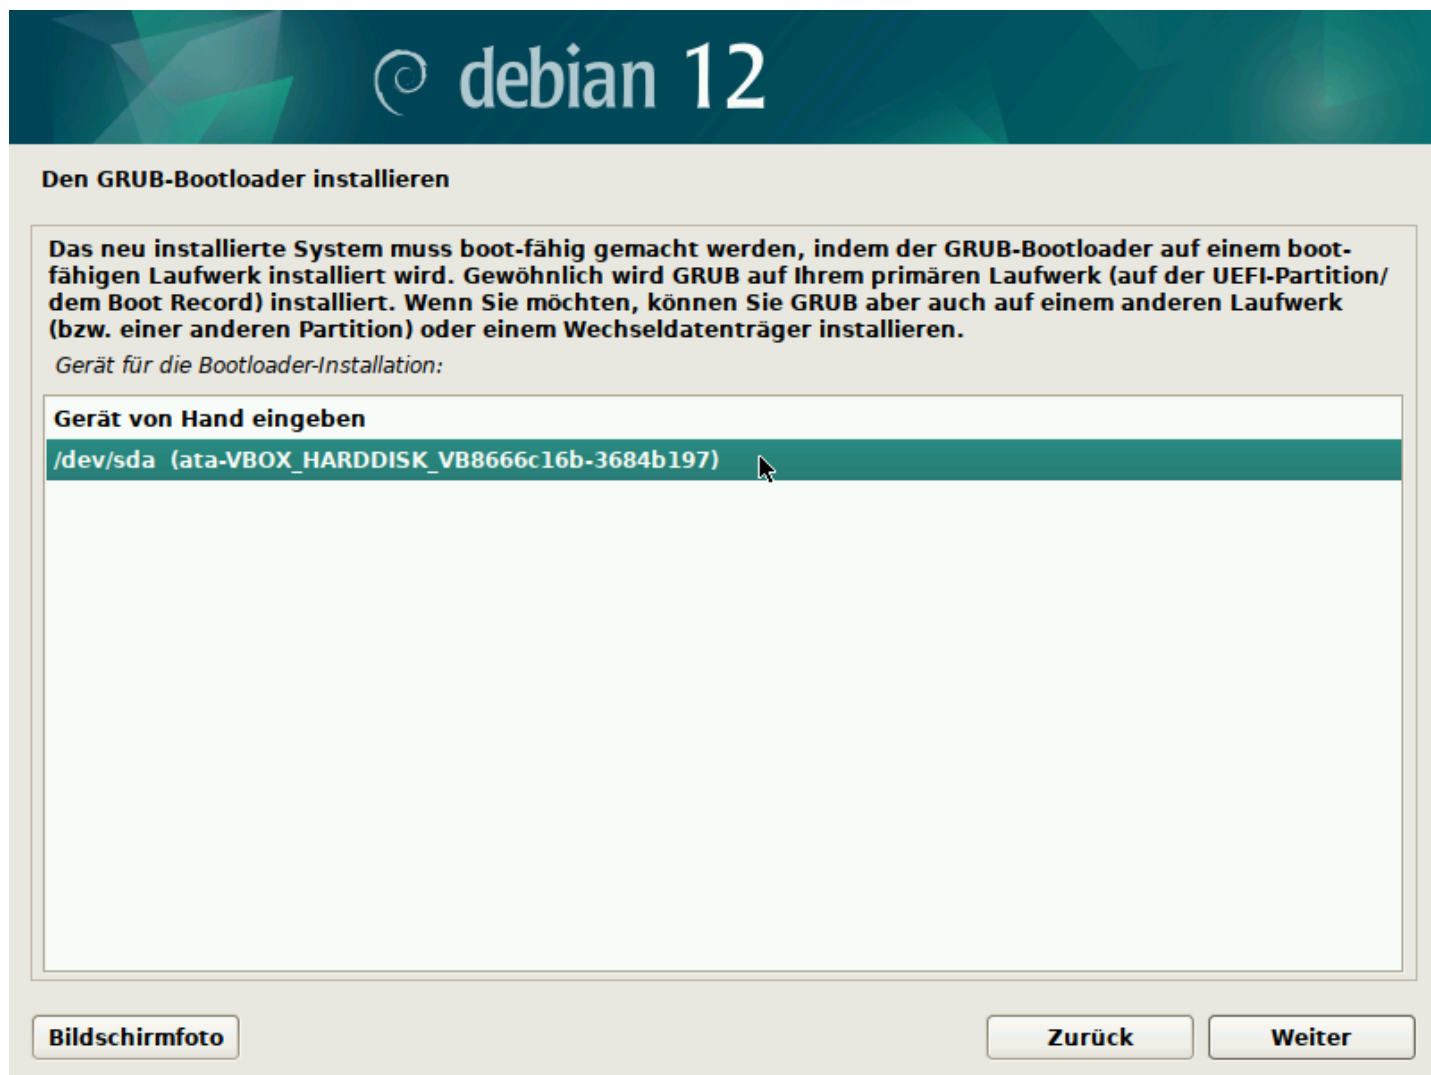 debian 12
Den GRUB-Bootloader installieren
Das neu installierte System muss boot-fähig gemacht werden, indem der GRUB-Bootloader auf einem boot-
fähigen Laufwerk installiert wird. Gewöhnlich wird GRUB auf Ihrem primären Laufwerk (auf der UEFI-Partition/
dem Boot Record) installiert. Wenn Sie möchten, können Sie GRUB aber auch auf einem anderen Laufwerk
(bzw. einer anderen Partition) oder einem Wechseldatenträger installieren.
Gerät für die Bootloader-Installation:
Gerät von Hand eingeben
/dev/sda  (ata-VBOX_HARDDISK_VB8666c16b-3684b197)
Bildschirmfoto
Zurück
Weiter